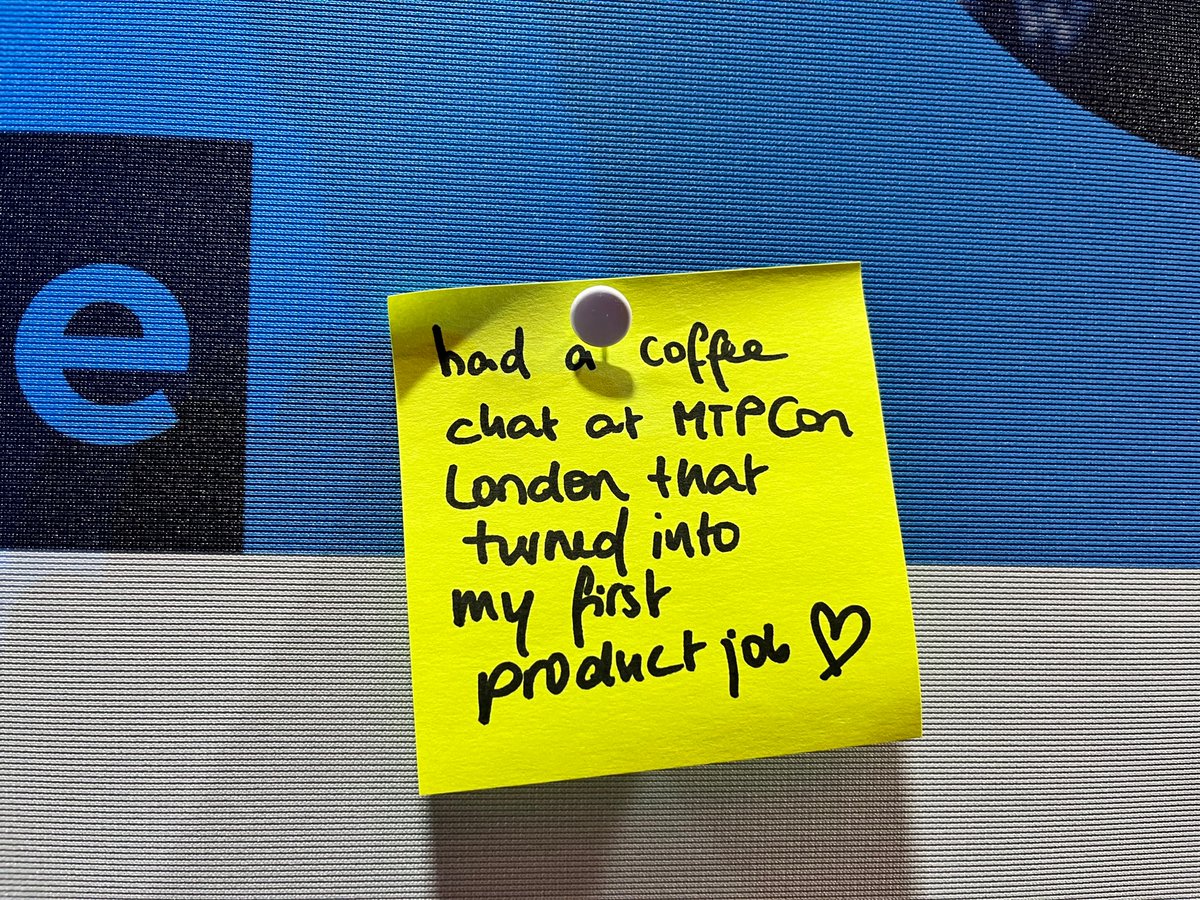 e
had a coffee
chat at MTPCon
London that
turned into
my first
product job ♡